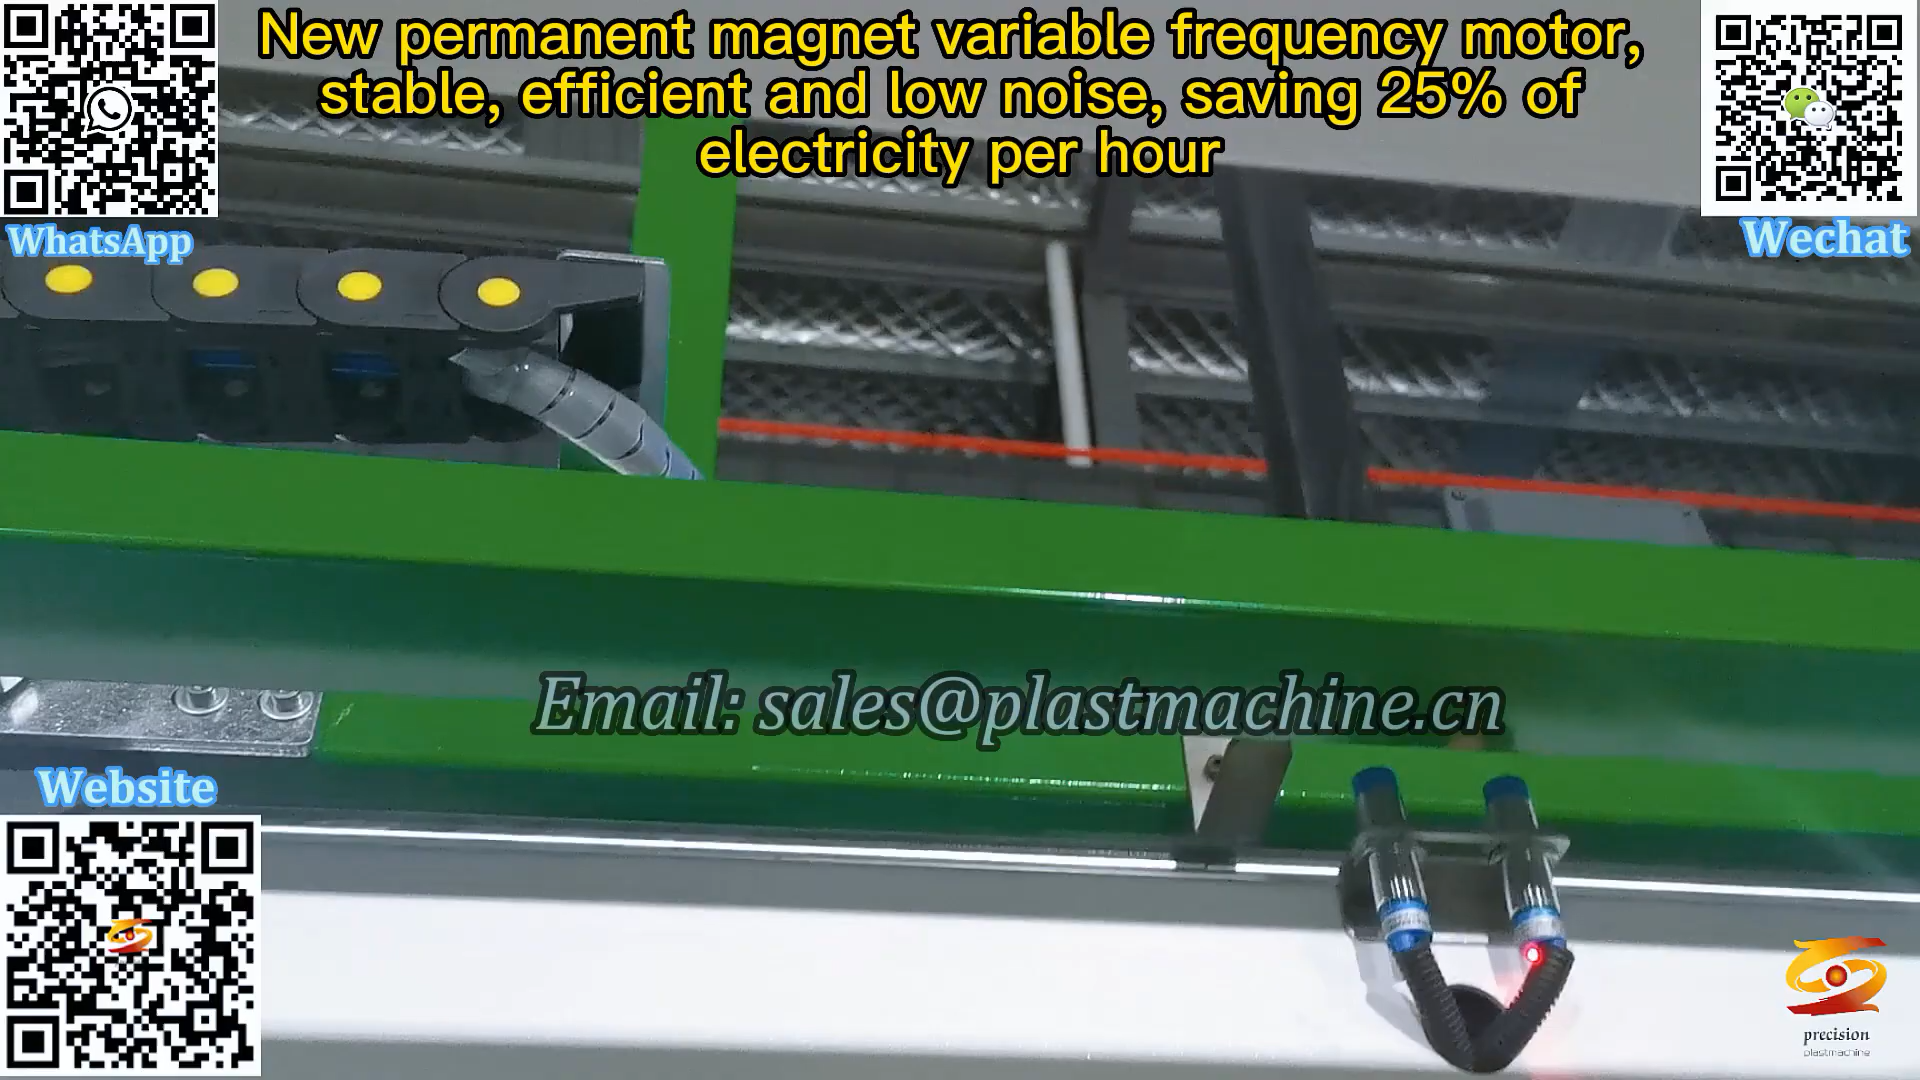 New permanent magnet variable frequency motor,
stable, efficient and low noise, saving 25% of
electricity per hour
WhatsApp
Wechat
Email: sales@plastmachine.cn
Website
precision
plastmachine